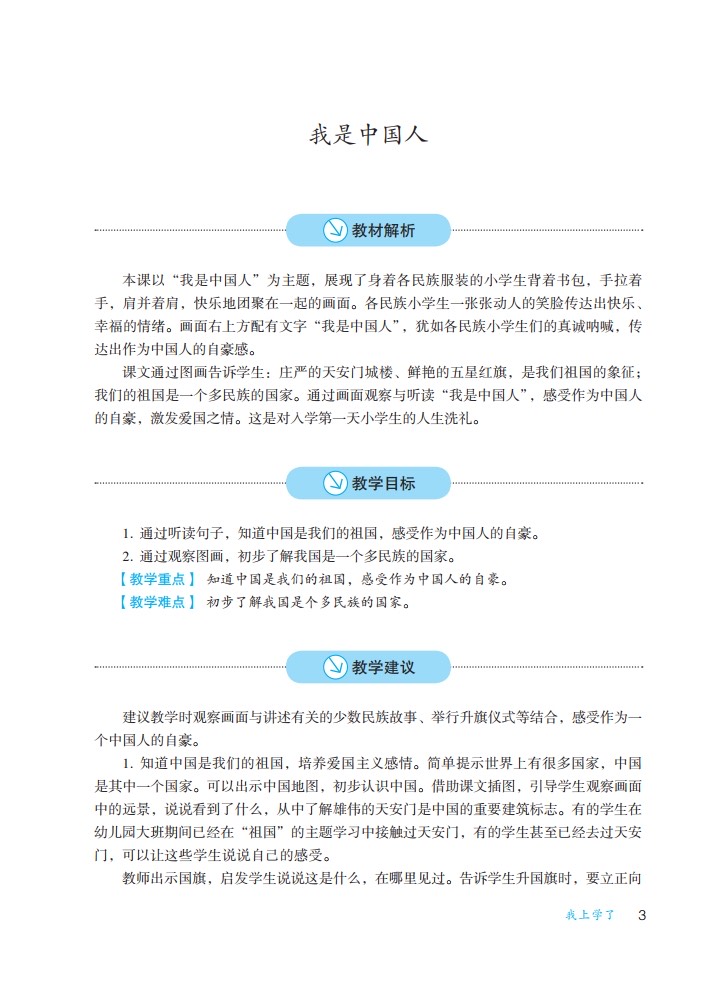 我是中国人
教材解析
本课以“我是中国人”为主题，展现了身着各民族服装的小学生背着书包，手拉着
手，肩并着肩，快乐地团聚在一起的画面。各民族小学生一张张动人的笑脸传达出快乐、
幸福的情绪。画面右上方配有文字“我是中国人”，犹如各民族小学生们的真诚呐喊，传
达出作为中国人的自豪感。
课文通过图画告诉学生：庄严的天安门城楼、鲜艳的五星红旗，是我们祖国的象征；
我们的祖国是一个多民族的国家。通过画面观察与听读“我是中国人”，感受作为中国人
的自豪，激发爱国之情。这是对入学第一天小学生的人生洗礼。
教学目标
1. 通过听读句子，知道中国是我们的祖国，感受作为中国人的自豪。
2. 通过观察图画，初步了解我国是一个多民族的国家。
【教学重点】 知道中国是我们的祖国，感受作为中国人的自豪。
【教学难点】 初步了解我国是个多民族的国家。
教学建议
建议教学时观察画面与讲述有关的少数民族故事、举行升旗仪式等结合，感受作为一
个中国人的自豪。
1. 知道中国是我们的祖国，培养爱国主义感情。简单提示世界上有很多国家，中国
是其中一个国家。可以出示中国地图，初步认识中国。借助课文插图，引导学生观察画面
中的远景，说说看到了什么，从中了解雄伟的天安门是中国的重要建筑标志。有的学生在
幼儿园大班期间已经在“祖国”的主题学习中接触过天安门，有的学生甚至已经去过天安
门，可以让这些学生说说自己的感受。
教师出示国旗，启发学生说说这是什么，在哪里见过。告诉学生升国旗时，要立正向
我上学了 3